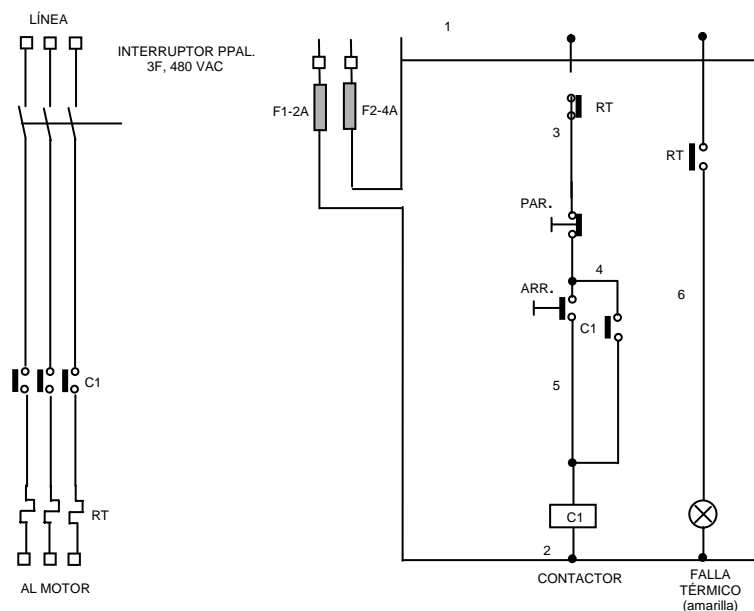 LÍNEA
1
INTERRUPTOR PPAL.
3F, 480 VAC
F1-2A
F2-4A
RT
3
RT
PAR.
4
6
ARR.
C1
C1
5
RT
C1
2
AL MOTOR
CONTACTOR
FALLA
TÉRMICO
(amarilla)